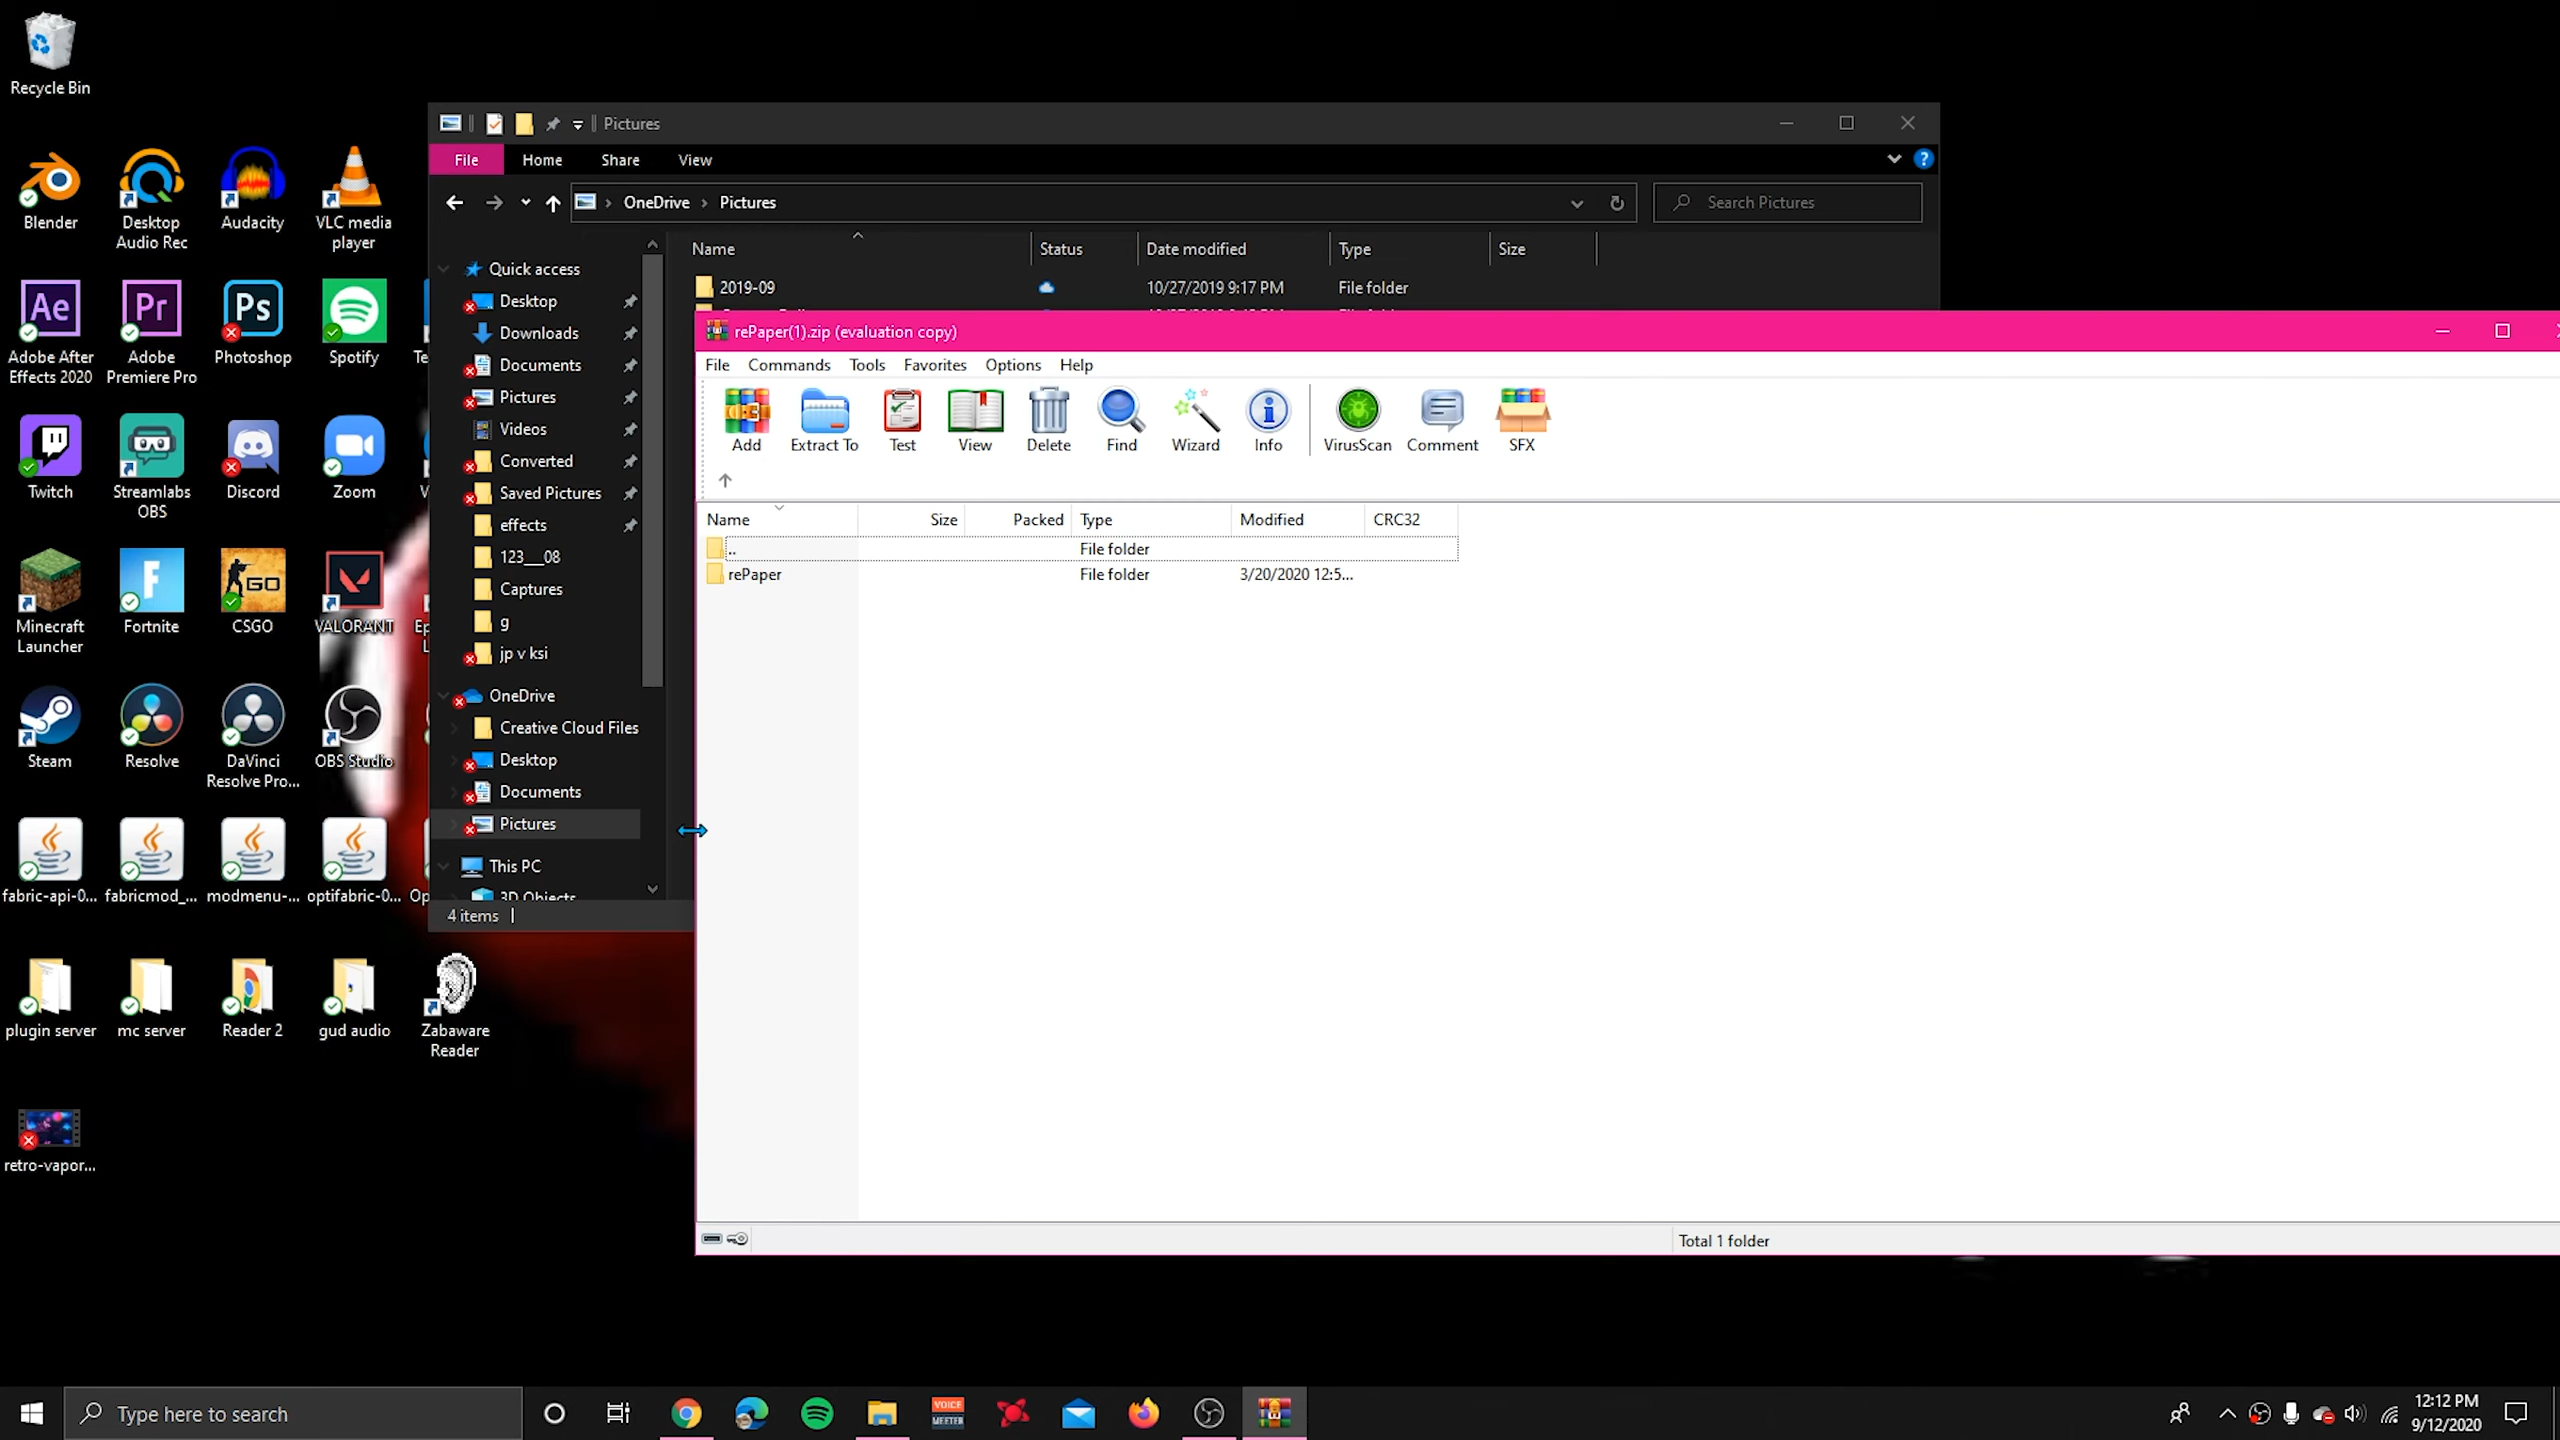 Recycle Bin
Blender
Desktop
Audio Rec
Audacity
VLC media
player
Adobe After
Effects 2020
Adobe
Premiere Pro
Photoshop
Spotify
Te
Twitch
Streamlabs
OBS
Discord
Zoom
V
Minecraft
Launcher
Fortnite
CSGO
VALORANT
Ep
L
Steam
Resolve
DaVinci
Resolve Pro...
OBS Studio
fabric-api-0...
fabricmod_...
modmenu-...
optifabric-0...
Op
plugin server
mc server
Reader 2
gud audio
Zabaware
Reader
retro-vapor...
Pictures
File
Home
Share
View
OneDrive
Pictures
Search Pictures
Name
Status
Date modified
Type
Size
2019-09
10/27/2019 9:17 PM
File folder
Quick access
Desktop
Downloads
Documents
Pictures
Videos
Converted
Saved Pictures
effects
123__08
Captures
g
jp v ksi
OneDrive
Creative Cloud Files
Desktop
Documents
Pictures
This PC
3D Objects
4 items
rePaper(1).zip (evaluation copy)
File
Commands
Tools
Favorites
Options
Help
Add
Extract To
Test
View
Delete
Find
Wizard
Info
VirusScan
Comment
SFX
Name
Size
Packed
Type
Modified
CRC32
..
File folder
rePaper
File folder
3/20/2020 12:5...
Total 1 folder
Type here to search
VOICE
MEETER
12:12 PM
9/12/2020